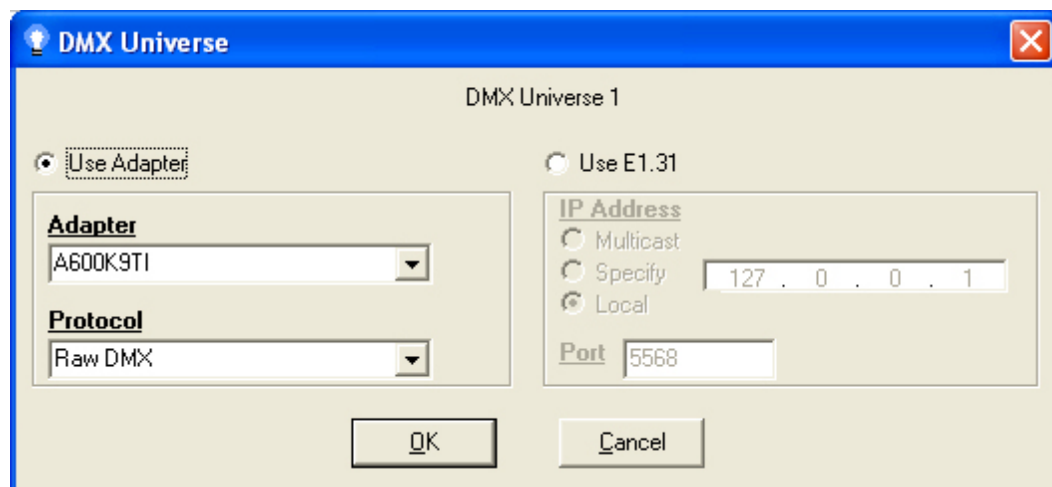 DMX Universe
DMX Universe 1
Use Adapter
Adapter
A600K9TI
Protocol
Raw DMX
Use E1.31
IP Address
Multicast
Specify 127 . 0 . 0 . 1
Local
Port 5568
OK Cancel